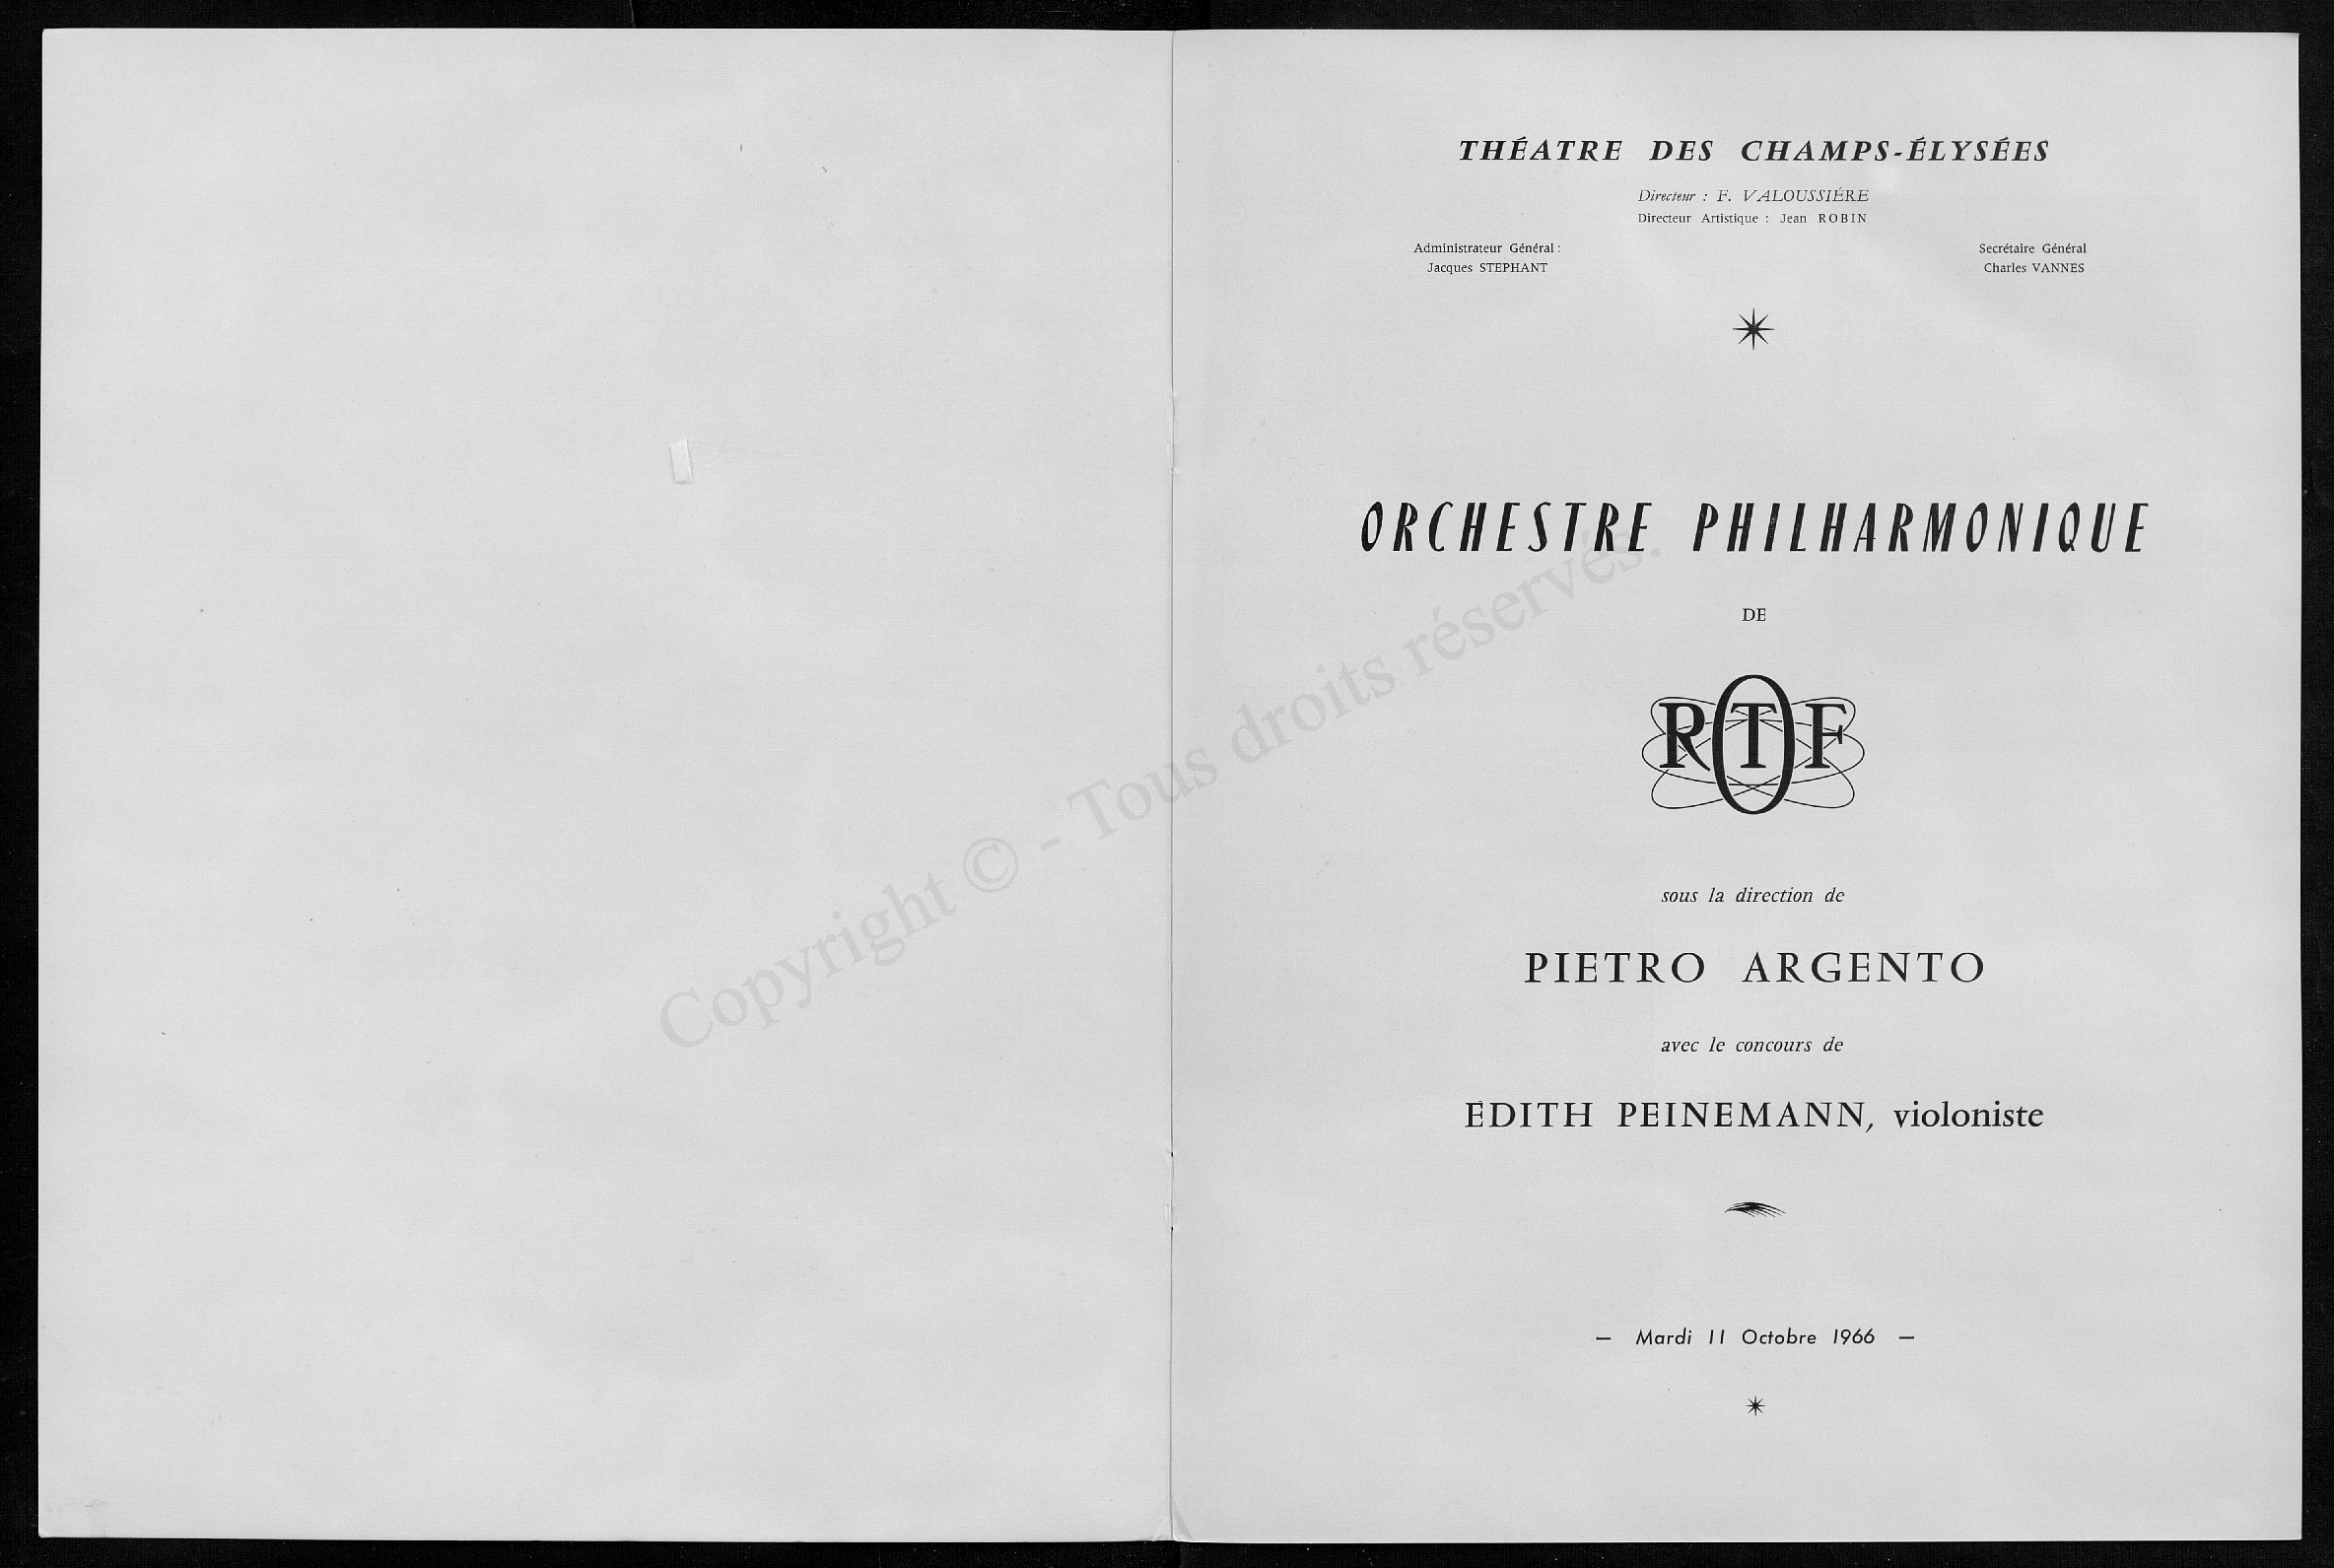 THÉATRE DES CHAMPS-ÉLYSÉES
Directeur : F. VALOUSSIÉRE
Directeur Artistique : Jean ROBIN
Administrateur Général : Secrétaire Général
Jacques STEPHANT Charles VANNES
ORCHESTRE PHILHARMONIQUE
DE
ROTF
sous la direction de
PIETRO ARGENTO
avec le concours de
EDITH PEINEMANN, violoniste
— Mardi 11 Octobre 1966 —
Copyright © - Tous droits réservés.